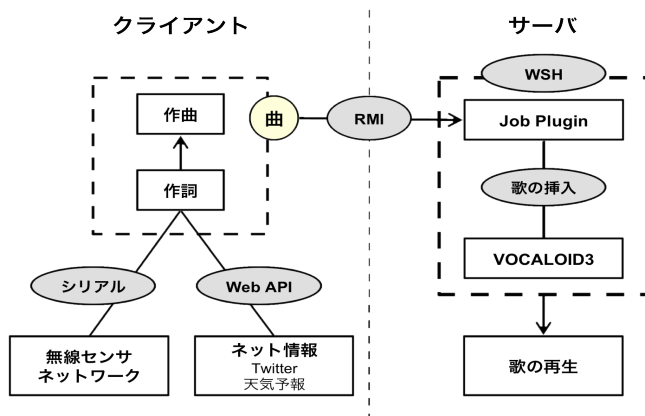 クライアント
サーバ
WSH
作曲
曲
RMI
Job Plugin
作詞
歌の挿入
VOCALOID3
シリアル
Web API
無線センサ
ネットワーク
ネット情報
Twitter
天気予報
歌の再生